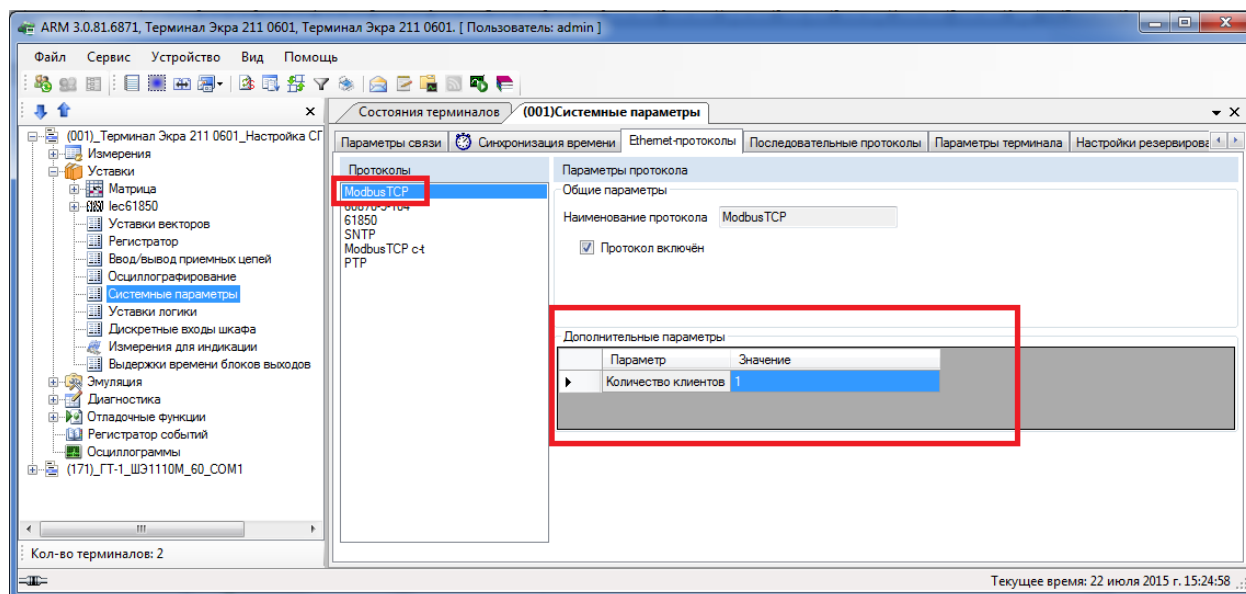 ARM 3.0.81.6871, Терминал Экра 211 0601, Терминал Экра 211 0601. [ Пользователь: admin ]
Файл Сервис Устройство Вид Помощь
Состояния терминалов (001)Системные параметры
(001)_Терминал Экра 211 0601_Настройка СГ
Измерения
Уставки
Матрица
Iec61850
Уставки векторов
Регистратор
Ввод/вывод приемных цепей
Осциллографирование
Системные параметры
Уставки логики
Дискретные входы шкафа
Измерения для индикации
Выдержки времени блоков выходов
Эмуляция
Диагностика
Отладочные функции
Регистратор событий
Осциллограммы
(171)_ГТ-1_ШЭ1110М_60_COM1
Кол-во терминалов: 2
Параметры связи Синхронизация времени Ethernet-протоколы Последовательные протоколы Параметры терминала Настройки резервирова
Протоколы
ModbusTCP
60870-5-104
61850
SNTP
ModbusTCP c-t
PTP
Параметры протокола
Общие параметры
Наименование протокола ModbusTCP
Протокол включён
Дополнительные параметры
Параметр Значение
Количество клиентов 1
Текущее время: 22 июля 2015 г. 15:24:58